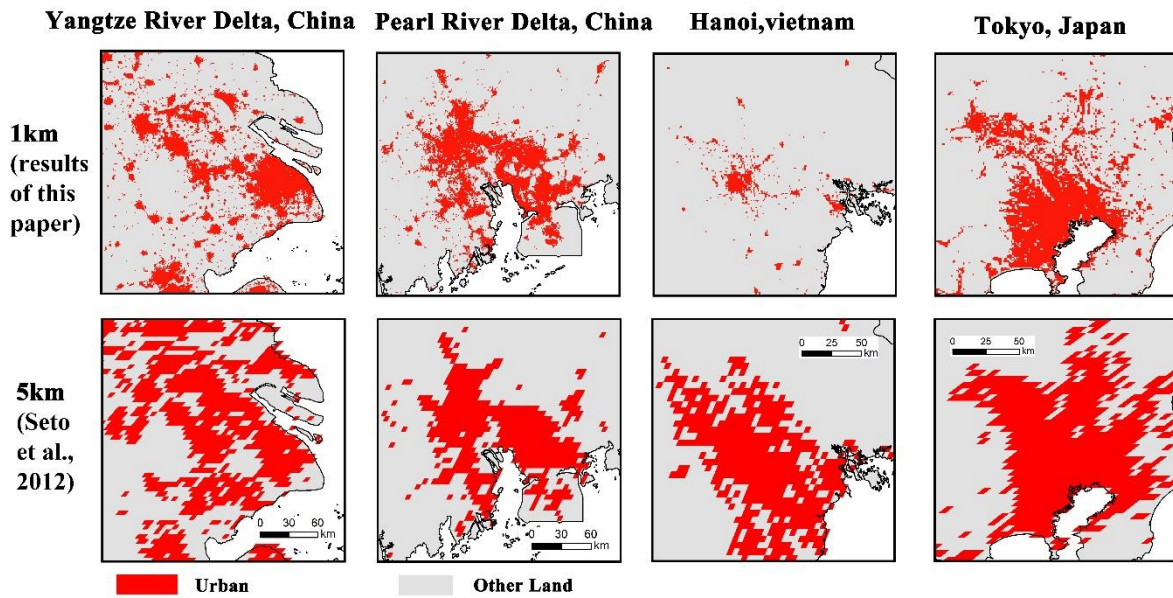 Yangtze River Delta, China
Pearl River Delta, China
Hanoi,vietnam
Tokyo, Japan
1km
(results
of this
paper)
5km
(Seto
et al.,
2012)
0 30 60
km
0 30 60
km
0 25 50
km
0 25 50
km
Urban
Other Land